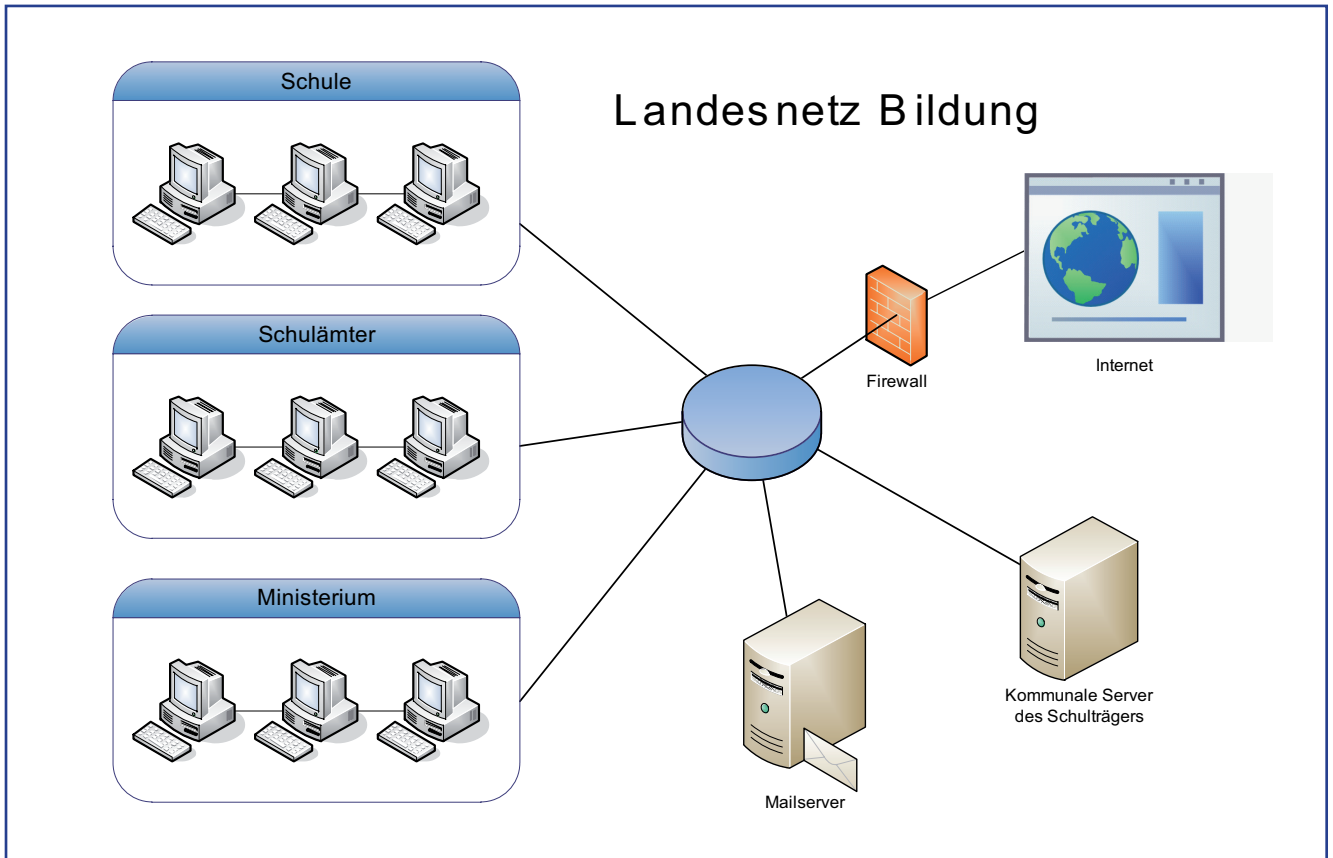 Landesnetz Bildung
Schule
Schulämter
Ministerium
Firewall
Internet
Kommunale Server
des Schulträgers
Mailserver